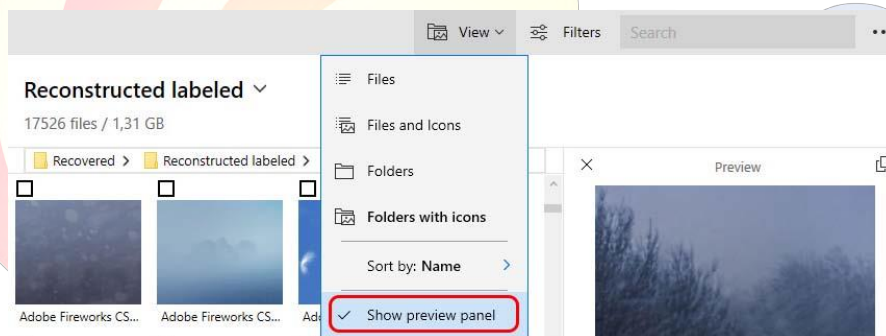 View Filters Search
Reconstructed labeled
17526 files / 1,31 GB
Recovered > Reconstructed labeled >
Files
Files and Icons
Folders
Folders with icons
Sort by: Name >
Show preview panel
Preview
Adobe Fireworks CS... Adobe Fireworks CS...